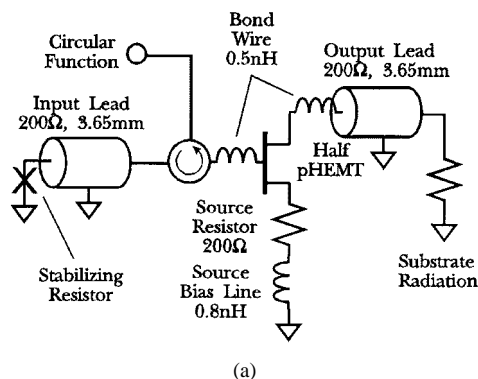 Bond
Wire
0.5nH
Circular
Function
Output Lead
200Ω, 3.65mm
Input Lead
200Ω, 3.65mm
Half
pHEMT
Source
Resistor
200Ω
Source
Bias Line
0.8nH
Stabilizing
Resistor
Substrate
Radiation
(a)